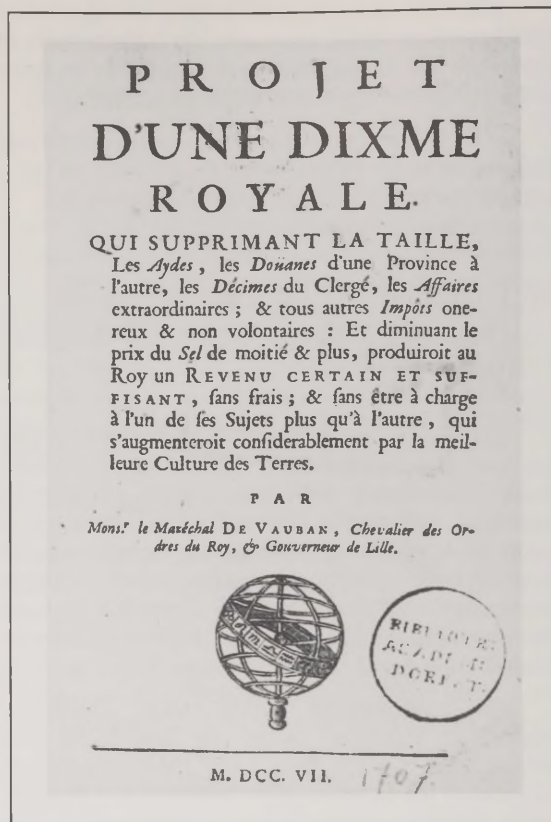 PROJET
D'UNE DIXME
ROYALE.
QUI SUPPRIMANT LA TAILLE,
Les Aydes, les Doüanes d'une Province à
l'autre, les Décimes du Clergé, les Affaires
extraordinaires ; & tous autres Impôts one-
reux & non volontaires : Et diminuant le
prix du Sel de moitié & plus, produiroit au
Roy un REVENU CERTAIN ET SUF-
FISANT, ſans frais ; & ſans être à charge
à l'un de ſes Sujets plus qu'à l'autre, qui
s'augmenteroit conſiderablement par la meil-
leure Culture des Terres.
PAR
Mons.r le Maréchal DE VAUBAN, Chevalier des Or-
dres du Roy, & Gouverneur de Lille.
BIBLIOTH.
ACADEM.
DORPAT.
M. DCC. VII. 1707.